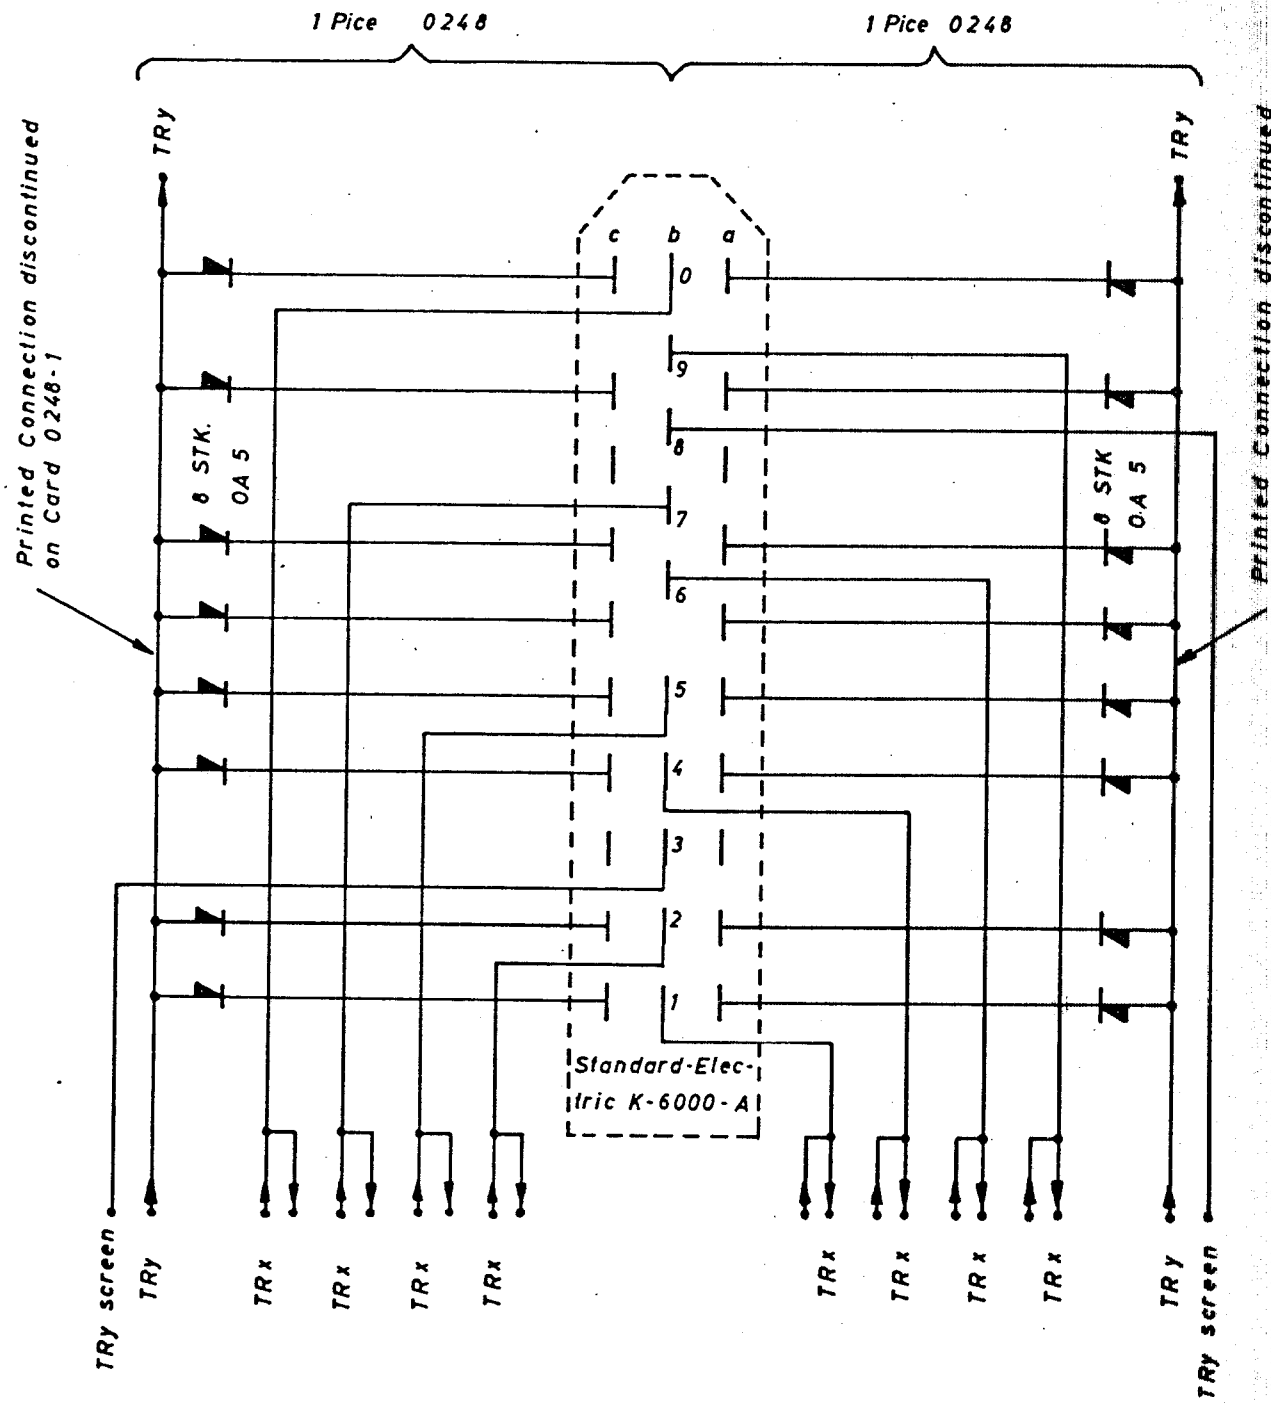 1 Pice 0248
1 Pice 0248
Printed Connection discontinued
on Card 0248-1
TRy
TRy
Printed Connection discontinued
c b a
0
9
8
7
6
5
4
3
2
1
8 STK.
OA 5
8 STK
OA 5
Standard-Elec-
tric K-6000-A
TRy screen
TRy
TRx
TRx
TRx
TRx
TRx
TRx
TRx
TRx
TRy
TRy screen